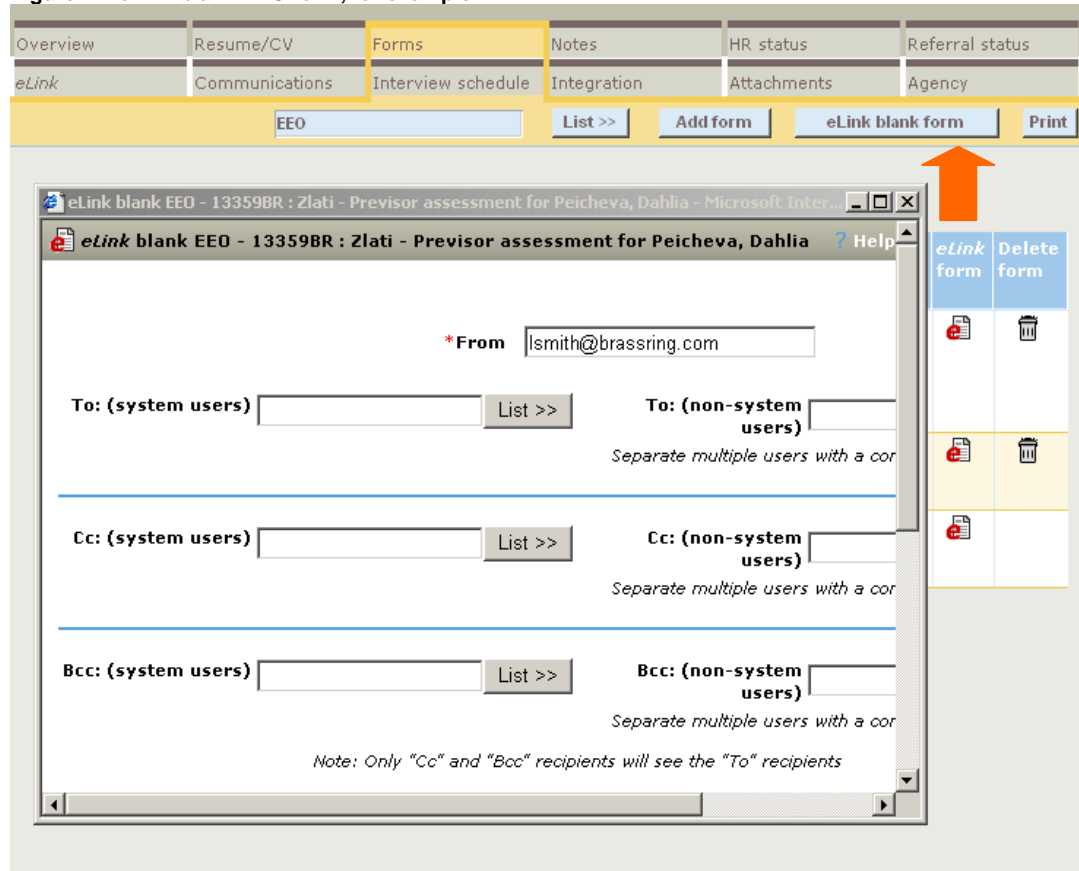 Overview Resume/CV Forms Notes HR status Referral status
eLink Communications Interview schedule Integration Attachments Agency
EEO List >> Add form eLink blank form Print
eLink blank EEO - 13359BR : Zlati - Previsor assessment for Peicheva, Dahlia - Microsoft Inter...
eLink blank EEO - 13359BR : Zlati - Previsor assessment for Peicheva, Dahlia ? Help
eLink form Delete form
*From lsmith@brassring.com
To: (system users) List >> To: (non-system users)
Separate multiple users with a cor
Cc: (system users) List >> Cc: (non-system users)
Separate multiple users with a cor
Bcc: (system users) List >> Bcc: (non-system users)
Separate multiple users with a cor
Note: Only "Cc" and "Bcc" recipients will see the "To" recipients